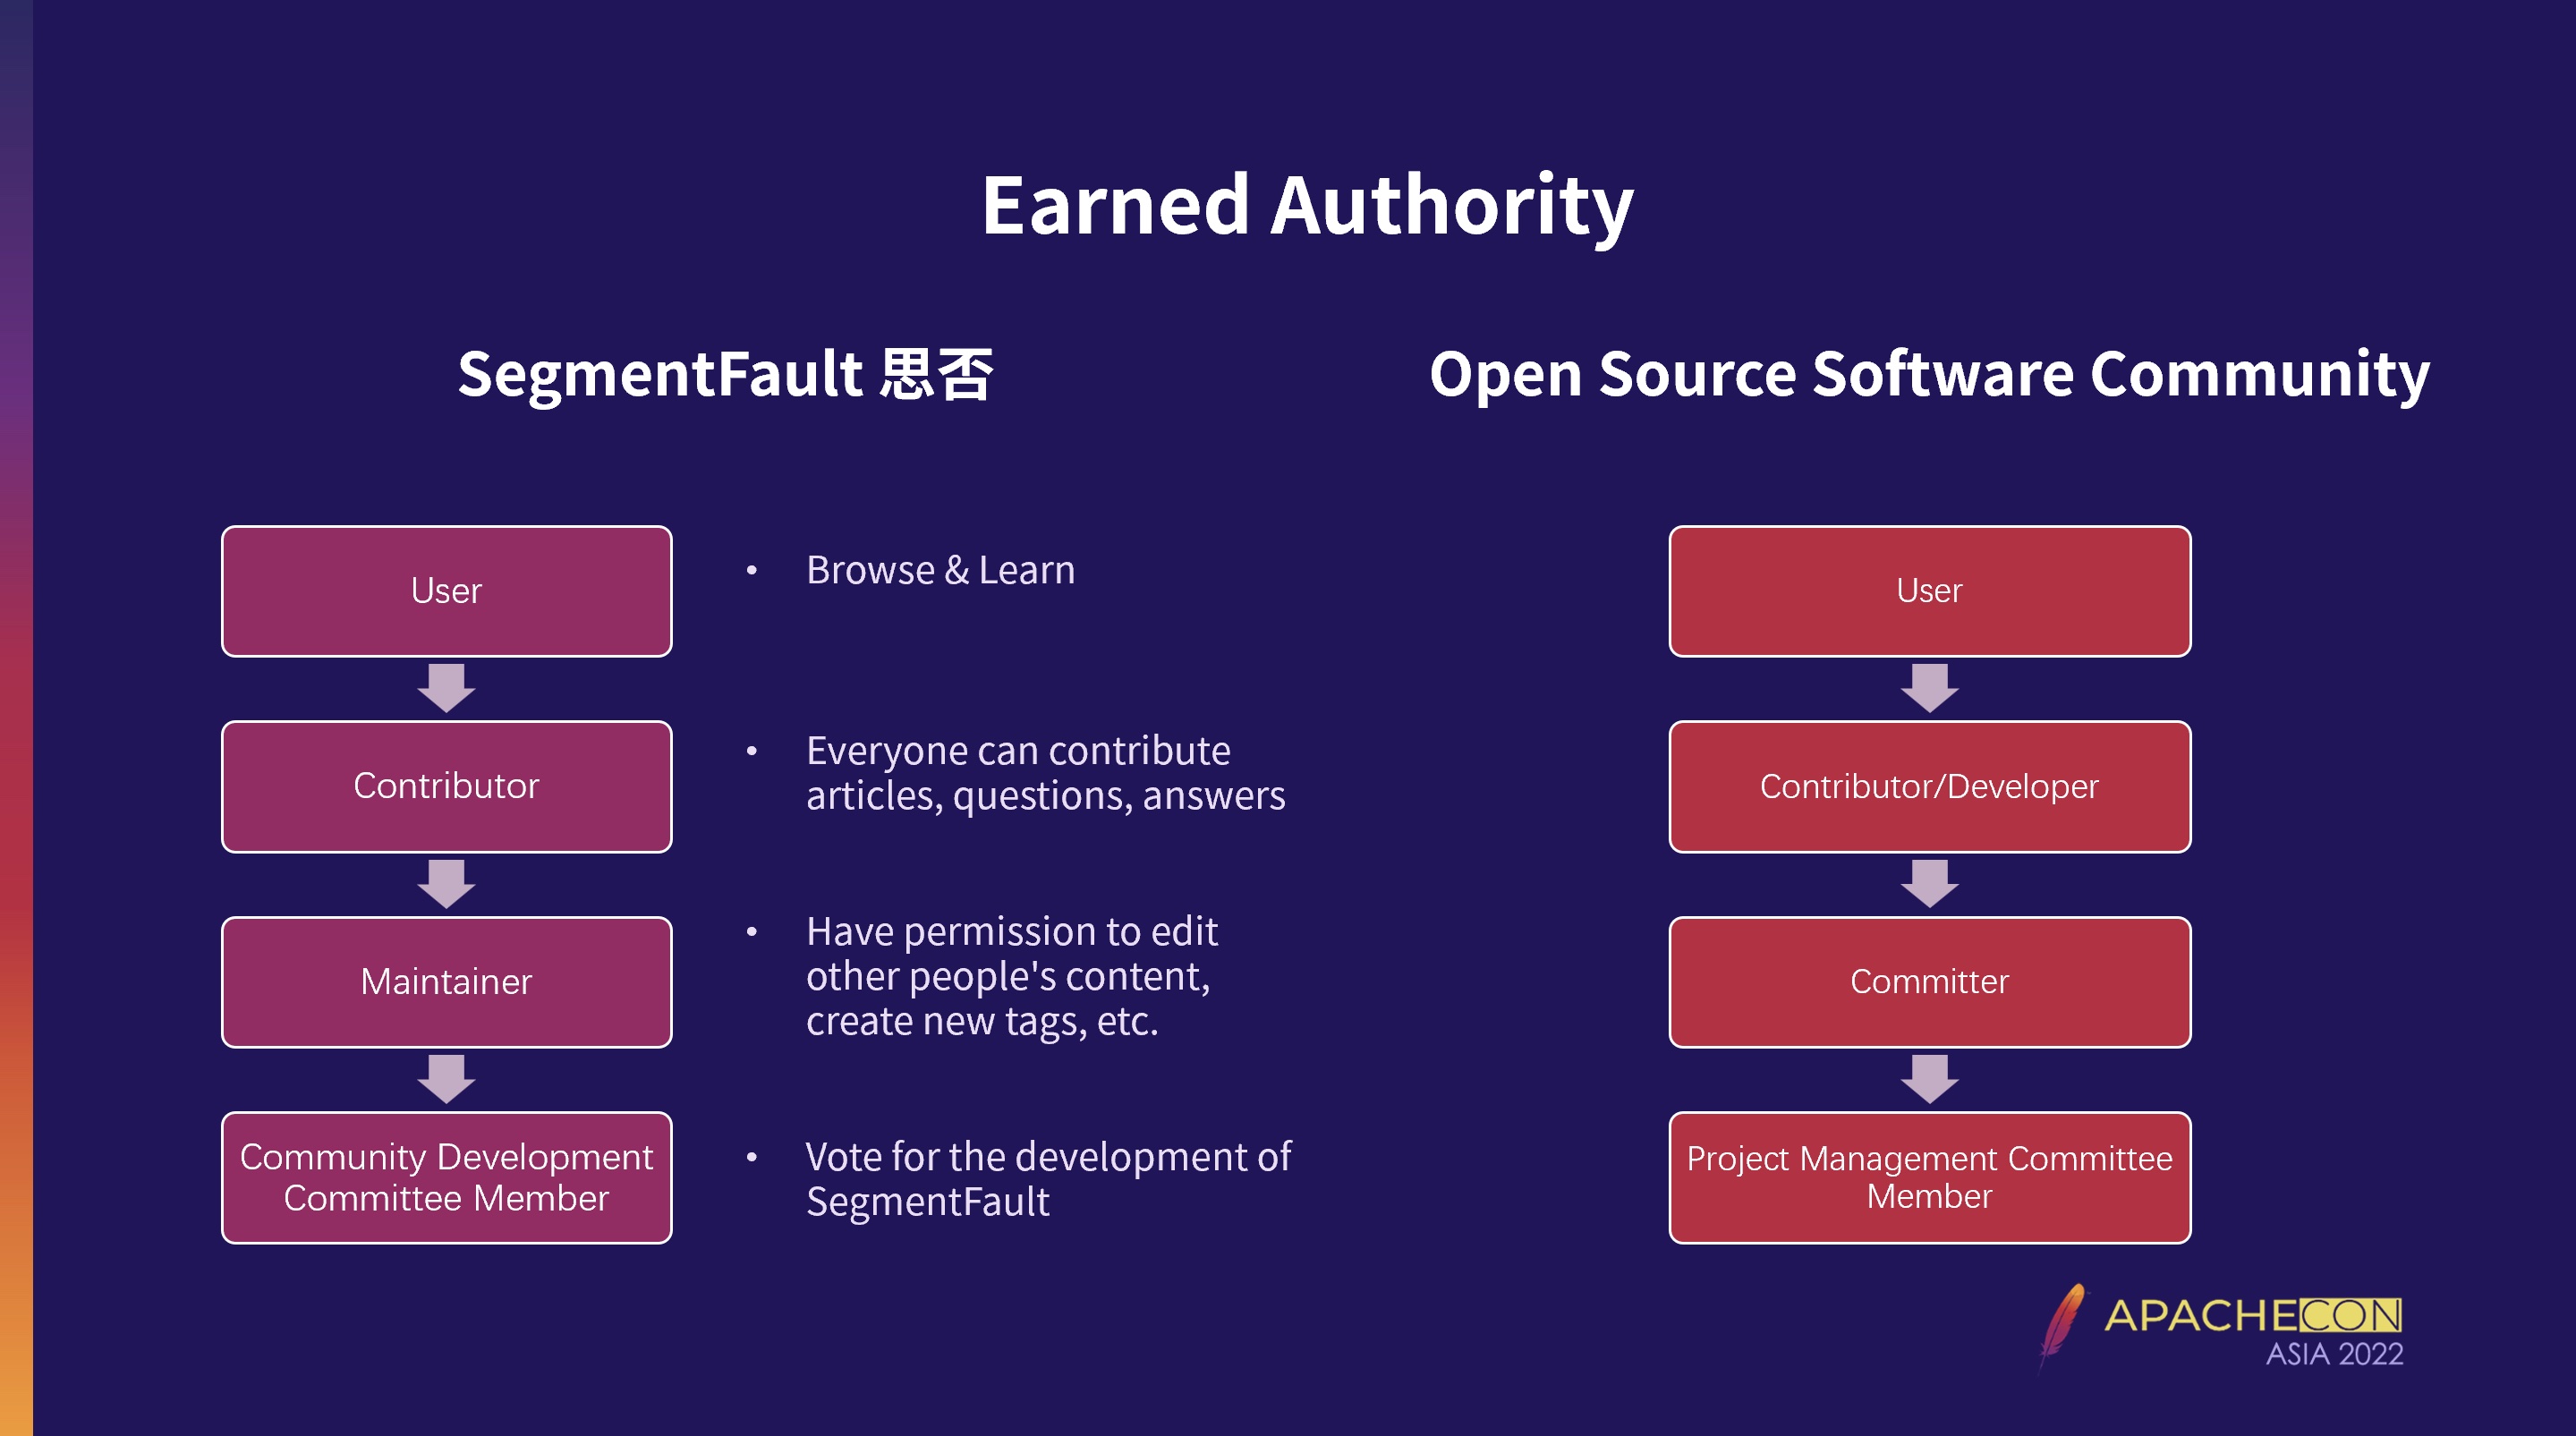 Earned Authority
SegmentFault 思否
User
Contributor
Maintainer
Community Development
Committee Member
• Browse & Learn
• Everyone can contribute
articles, questions, answers
• Have permission to edit
other people's content,
create new tags, etc.
• Vote for the development of
SegmentFault
Open Source Software Community
User
Contributor/Developer
Committer
Project Management Committee
Member
APACHECON
ASIA 2022